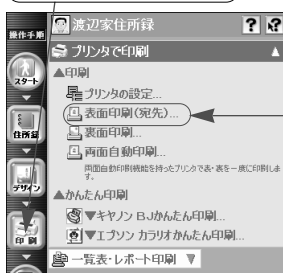 操作手順
渡辺家住所録
? ?
プリンタで印刷 ▲
▲印刷
スタート
プリンタの設定...
表面印刷(宛先)...
住所録
裏面印刷...
両面自動印刷...
両面自動印刷機能を持ったプリンタで表・裏を一度に印刷します。
デザイン
▲かんたん印刷
▼キヤノン BJかんたん印刷...
印刷
▼エプソン カラリオかんたん印刷...
一覧表・レポート印刷 ▼